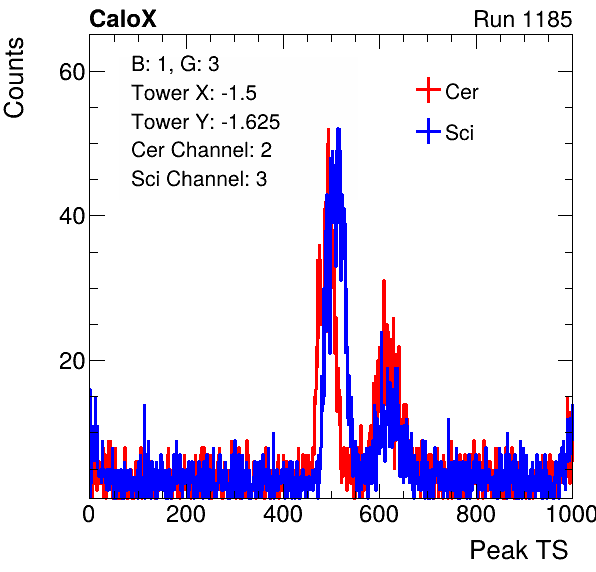 CaloX
Run 1185
Counts
60
40
20
B: 1, G: 3
Tower X: -1.5
Tower Y: -1.625
Cer Channel: 2
Sci Channel: 3
Cer
Sci
0
200
400
600
800
1000
Peak TS